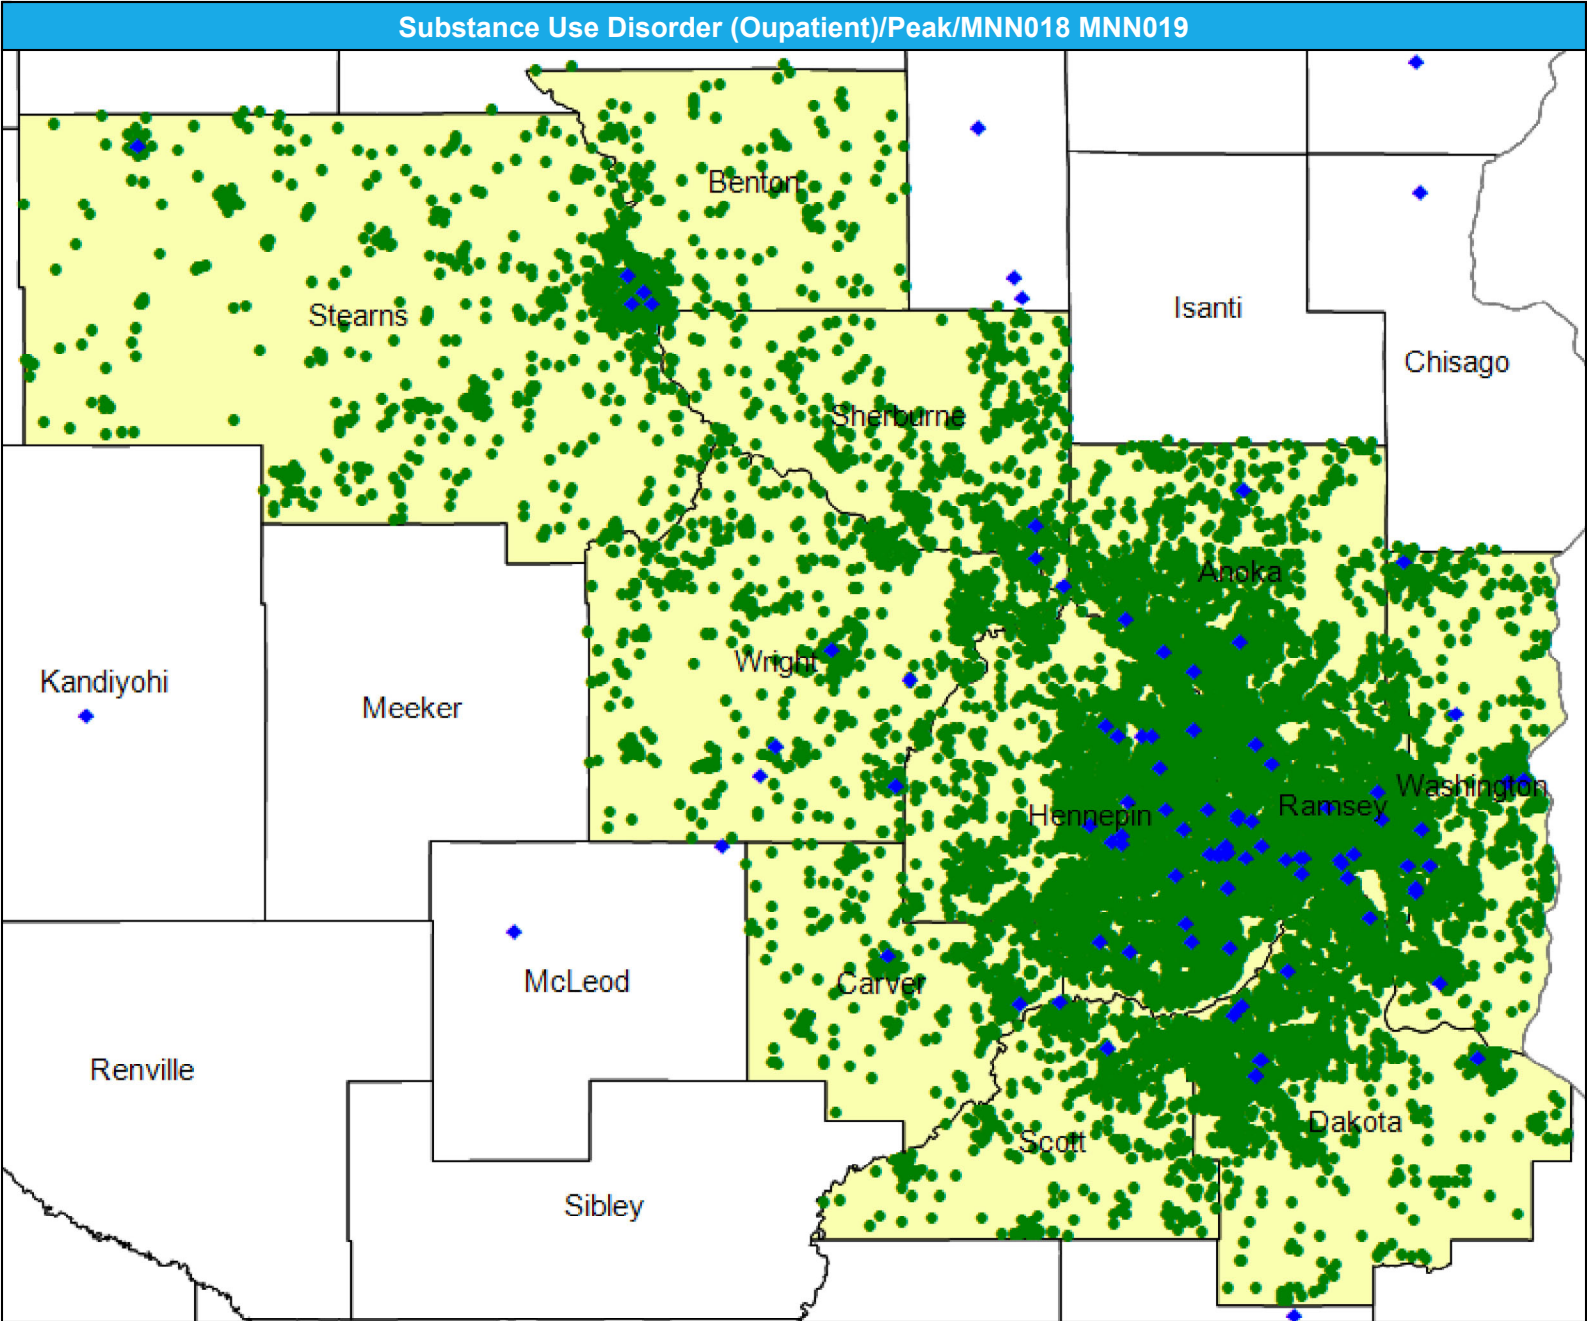 Substance Use Disorder (Oupatient)/Peak/MNN018 MNN019
Benton
Stearns
Isanti
Chisago
Sherburne
Anoka
Wright
Kandiyohi
Meeker
Washington
Ramsey
Hennepin
McLeod
Carver
Renville
Dakota
Scott
Sibley